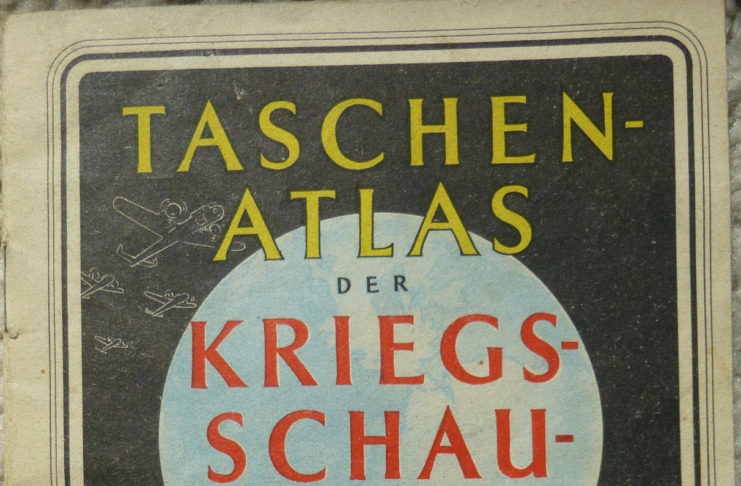 TASCHEN-
ATLAS
DER
KRIEGS-
SCHAU-